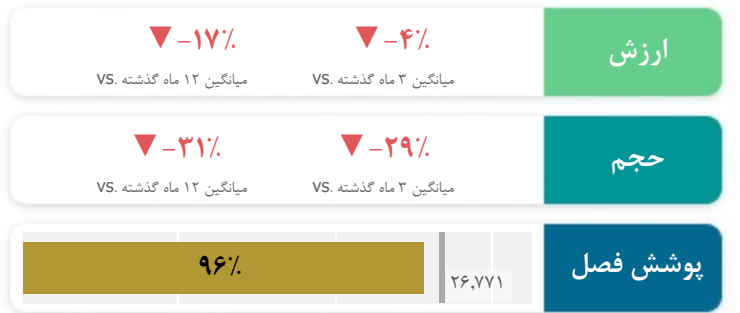 ارزش
▼ -۴٪ ▼ -۱۷٪
میانگین ۳ ماه گذشته .VS میانگین ۱۲ ماه گذشته .VS
حجم
▼ -۲۹٪ ▼ -۳۱٪
میانگین ۳ ماه گذشته .VS میانگین ۱۲ ماه گذشته .VS
پوشش فصل
۹۶٪
۲۶,۷۷۱